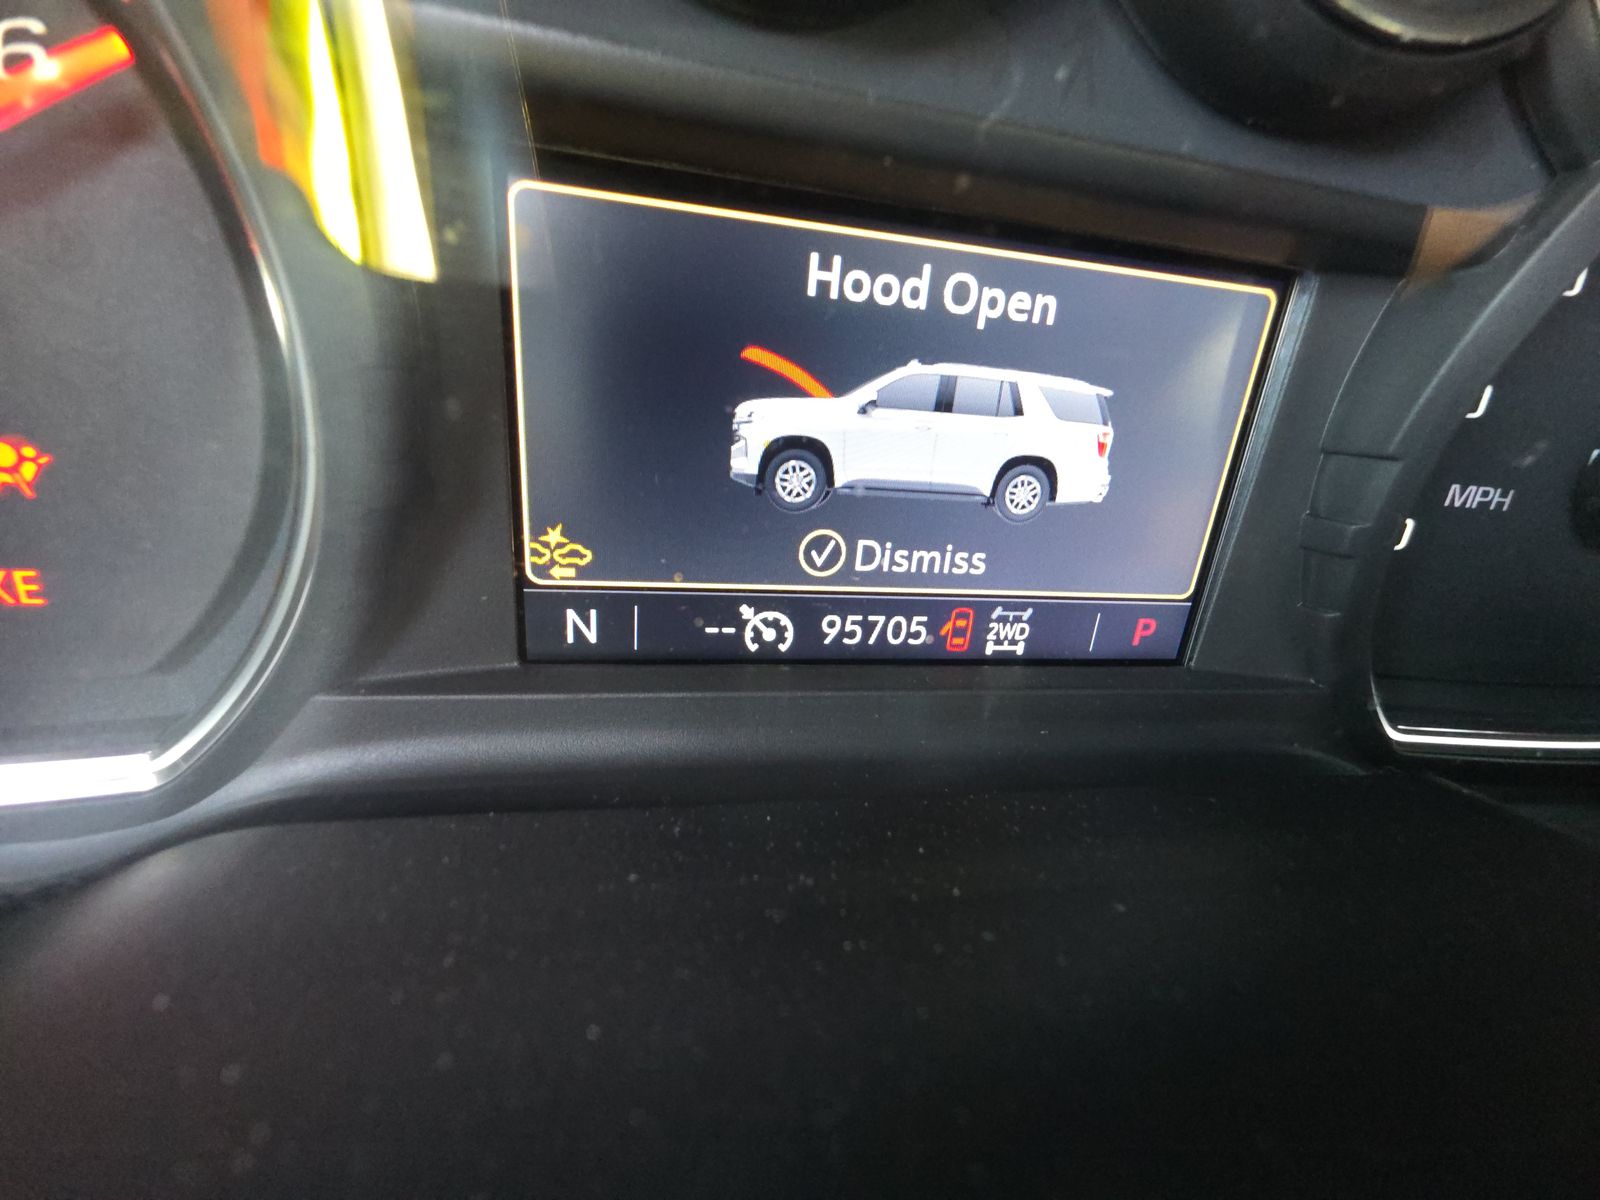 6
Hood Open
Dismiss
N -- 95705 2WD P
MPH
KE